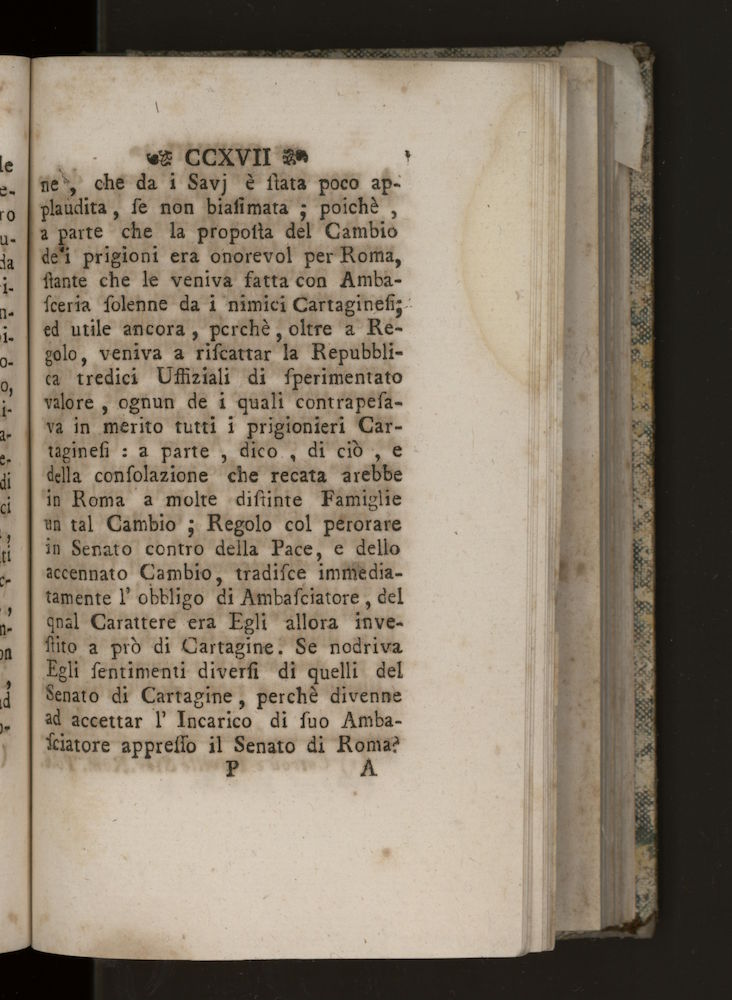 CCXVII
ne, che da i Savj è ſtata poco ap-
plaudita, ſe non biaſimata; poichè,
a parte che la propoſta del Cambio
de'i prigioni era onorevol per Roma,
ſtante che le veniva fatta con Amba-
ſceria ſolenne da i nimici Cartagineſi;
ed utile ancora, perchè, oltre a Re-
golo, veniva a riſcattar la Repubbli-
ca tredici Uffiziali di ſperimentato
valore, ognun de i quali contrapeſa-
va in merito tutti i prigionieri Car-
tagineſi : a parte, dico, di ciò, e
della conſolazione che recata arebbe
in Roma a molte diſtinte Famiglie
un tal Cambio; Regolo col perorare
in Senato contro della Pace, e dello
accennato Cambio, tradiſce immedia-
tamente l' obbligo di Ambaſciatore, del
qnal Carattere era Egli allora inve-
ſtito a prò di Cartagine. Se nodriva
Egli ſentimenti diverſi di quelli del
Senato di Cartagine, perchè divenne
ad accettar l' Incarico di ſuo Amba-
ſciatore appreſſo il Senato di Roma?
P A